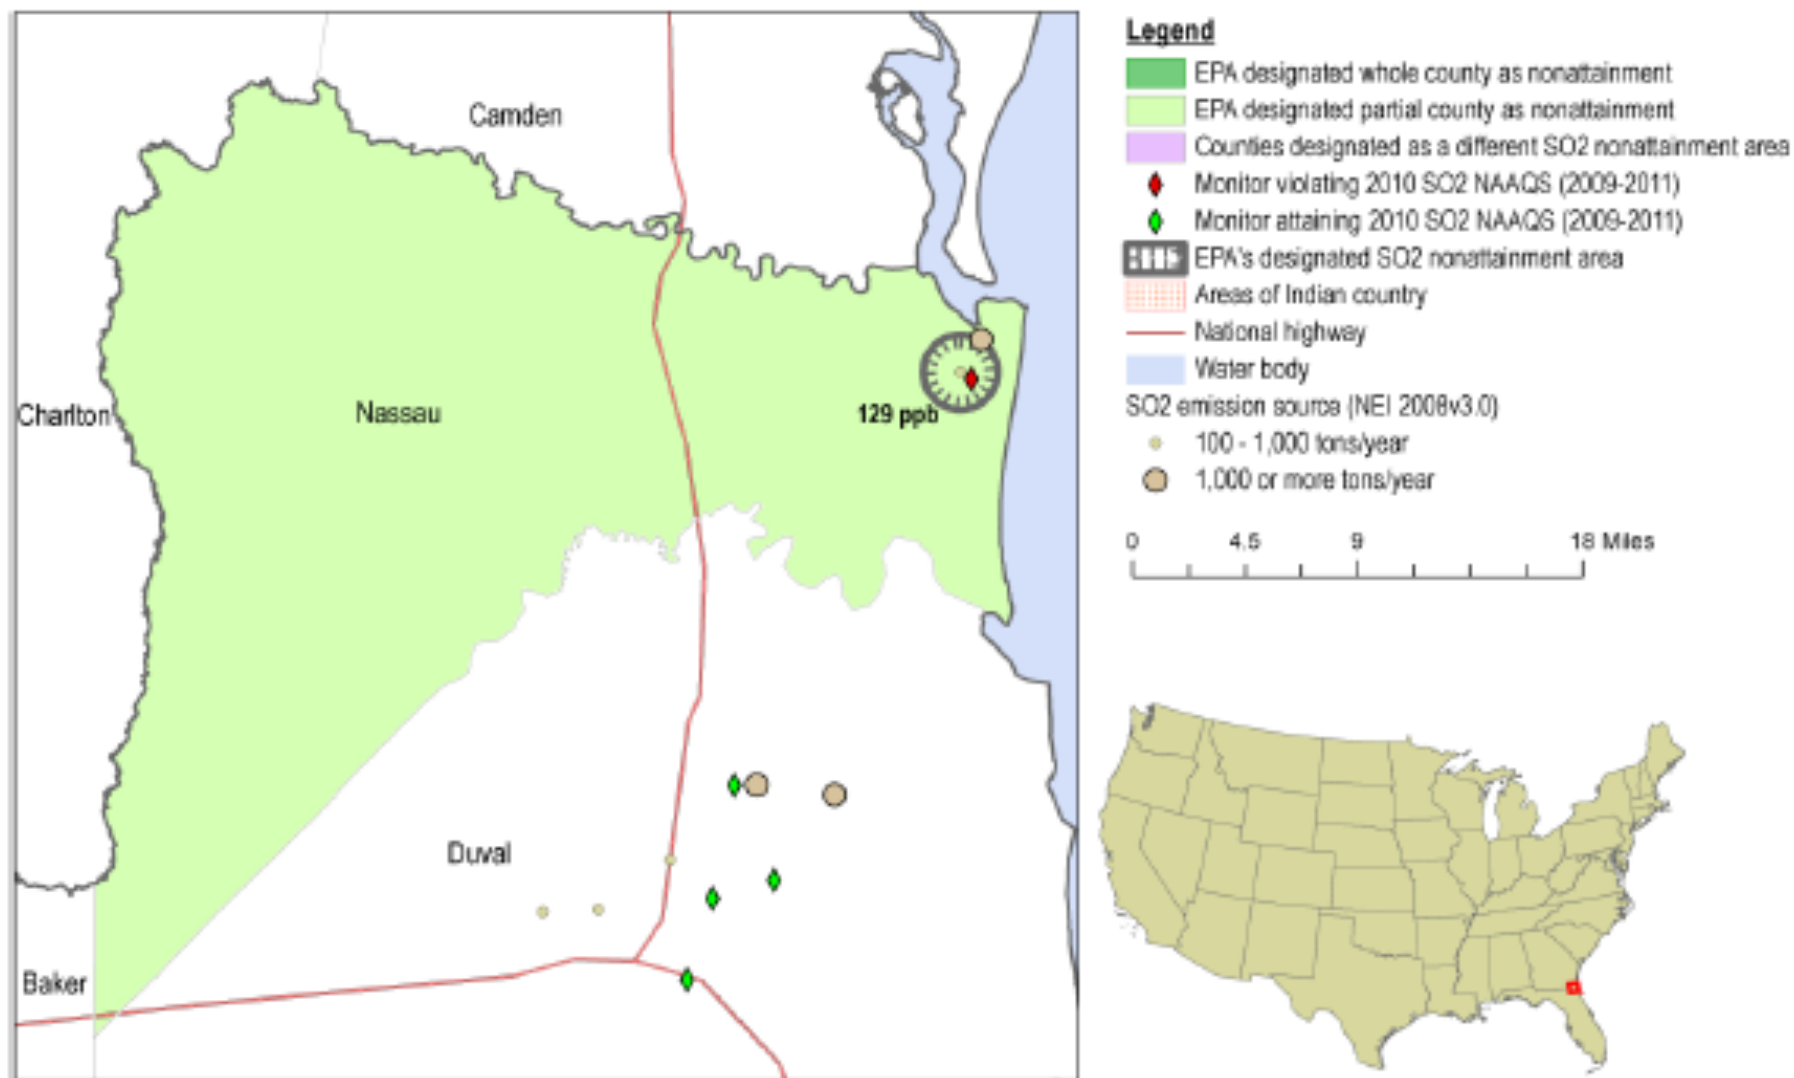 Camden
Charlton
Nassau
129 ppb
Duval
Baker
Legend
EPA designated whole county as nonattainment
EPA designated partial county as nonattainment
Counties designated as a different SO2 nonattainment area
Monitor violating 2010 SO2 NAAQS (2009-2011)
Monitor attaining 2010 SO2 NAAQS (2009-2011)
EPA's designated SO2 nonattainment area
Areas of Indian country
National highway
Water body
SO2 emission source (NEI 2008v3.0)
100 - 1,000 tons/year
1,000 or more tons/year
0 4.5 9 18 Miles